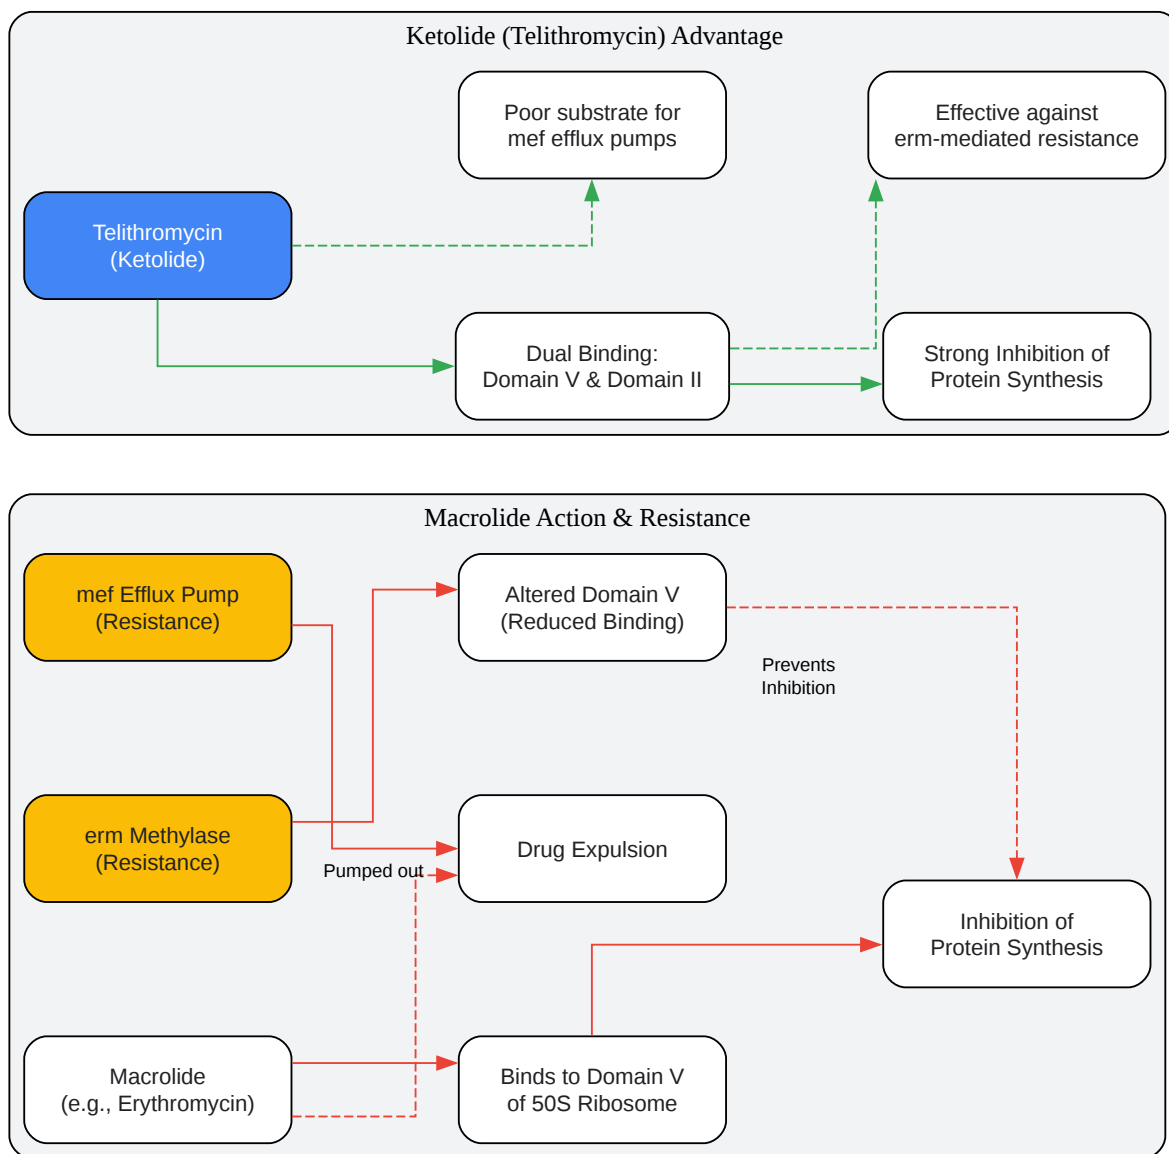 Ketolide (Telithromycin) Advantage
Poor substrate for
mef efflux pumps
Effective against
erm-mediated resistance
Telithromycin
(Ketolide)
Dual Binding:
Domain V & Domain II
Strong Inhibition of
Protein Synthesis
Macrolide Action & Resistance
mef Efflux Pump
(Resistance)
Altered Domain V
(Reduced Binding)
Prevents
Inhibition
erm Methylase
(Resistance)
Drug Expulsion
Pumped out
Inhibition of
Protein Synthesis
Macrolide
(e.g., Erythromycin)
Binds to Domain V
of 50S Ribosome